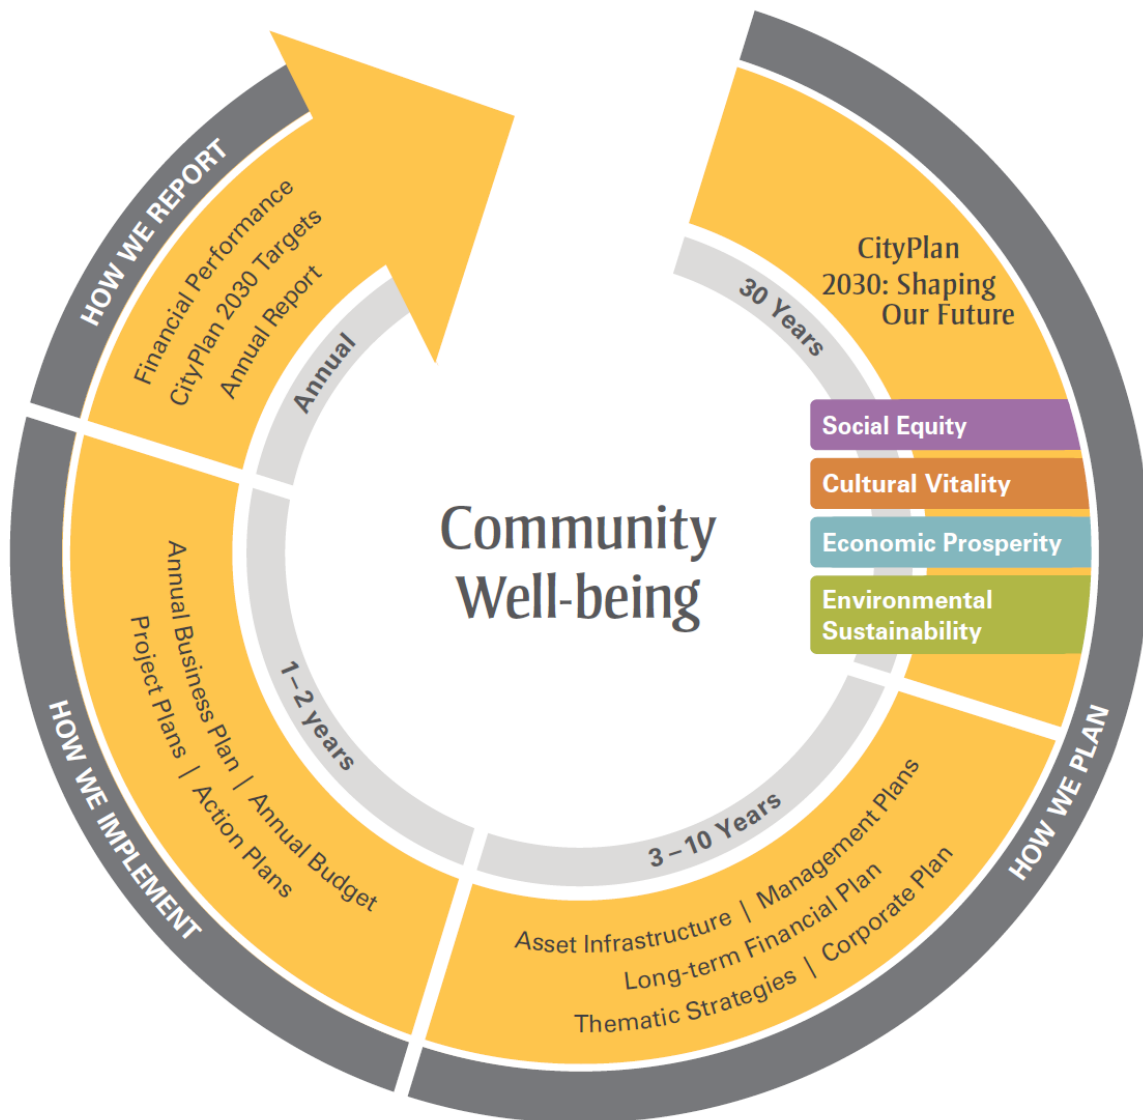 Community
Well-being
HOW WE PLAN
30 Years
CityPlan
2030: Shaping
Our Future
Social Equity
Cultural Vitality
Economic Prosperity
Environmental
Sustainability
3 – 10 Years
Asset Infrastructure | Management Plans
Long-term Financial Plan
Thematic Strategies | Corporate Plan
HOW WE IMPLEMENT
1 – 2 years
Annual Business Plan | Annual Budget
Project Plans | Action Plans
HOW WE REPORT
Annual
Financial Performance
CityPlan 2030 Targets
Annual Report